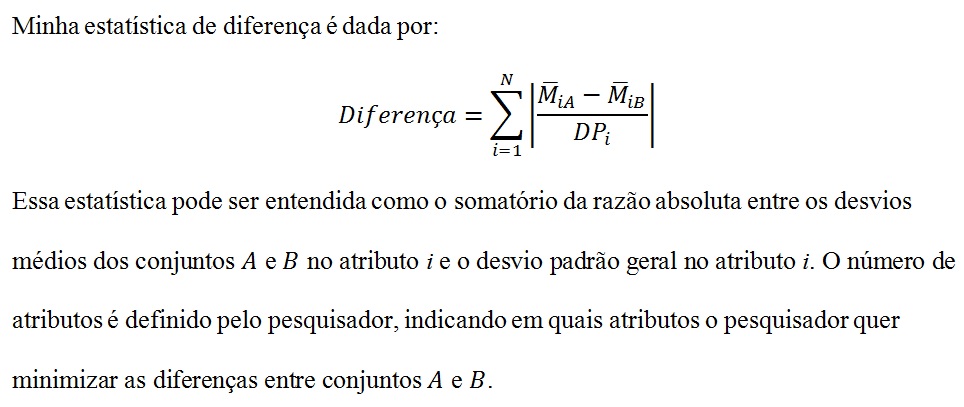 Minha estatística de diferença é dada por:
Diferença = \sum_{i=1}^{N} \left| \frac{\overline{M}_{iA} - \overline{M}_{iB}}{DP_i} \right|
Essa estatística pode ser entendida como o somatório da razão absoluta entre os desvios
médios dos conjuntos A e B no atributo i e o desvio padrão geral no atributo i. O número de
atributos é definido pelo pesquisador, indicando em quais atributos o pesquisador quer
minimizar as diferenças entre conjuntos A e B.